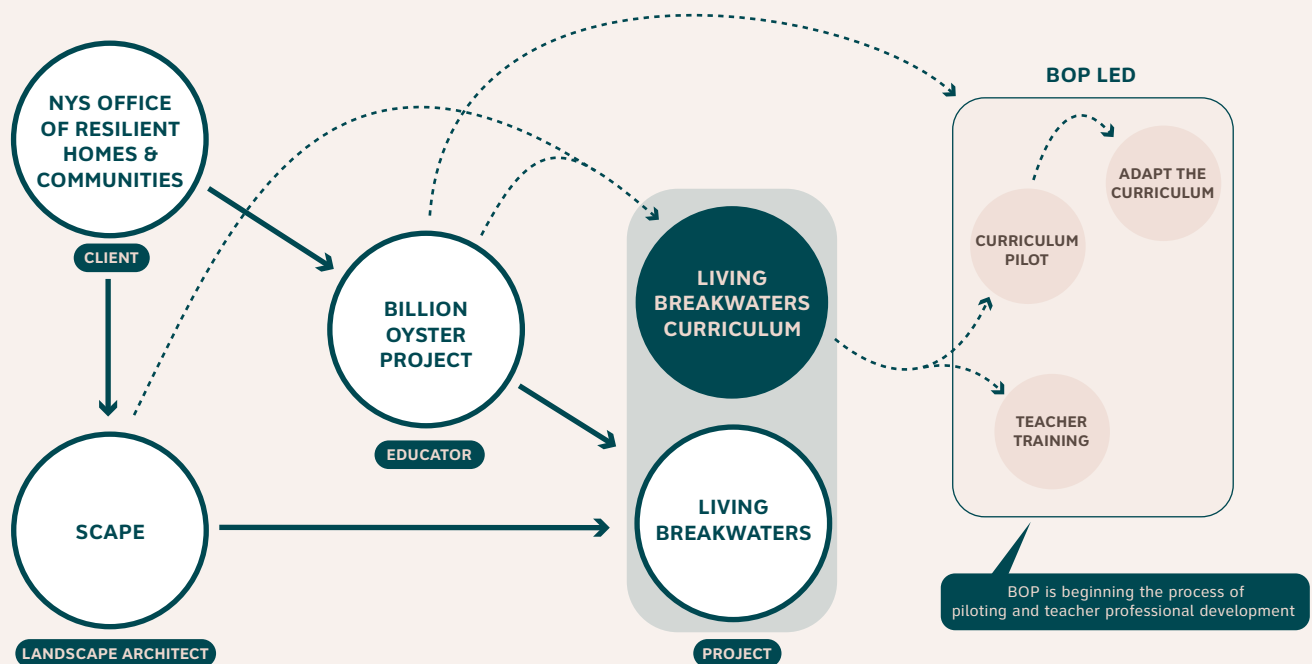 NYS OFFICE
OF RESILIENT
HOMES &
COMMUNITIES
CLIENT
SCAPE
LANDSCAPE ARCHITECT
BILLION
OYSTER
PROJECT
EDUCATOR
LIVING
BREAKWATERS
CURRICULUM
LIVING
BREAKWATERS
PROJECT
BOP LED
ADAPT THE
CURRICULUM
CURRICULUM
PILOT
TEACHER
TRAINING
BOP is beginning the process of
piloting and teacher professional development